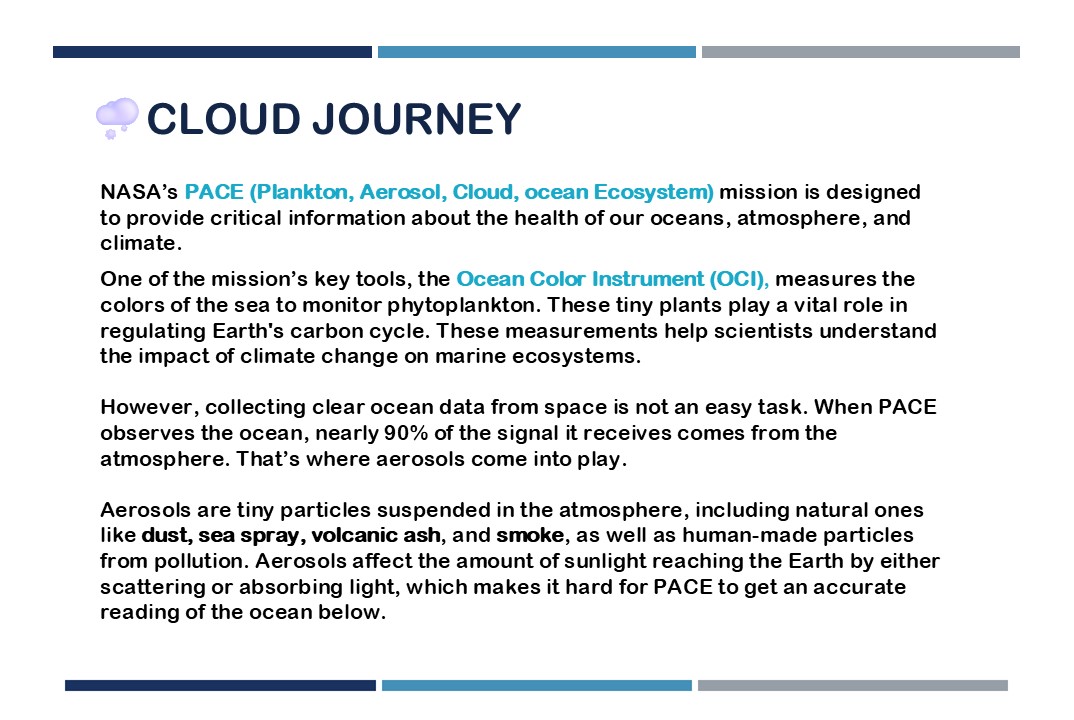 CLOUD JOURNEY
NASA’s PACE (Plankton, Aerosol, Cloud, ocean Ecosystem) mission is designed
to provide critical information about the health of our oceans, atmosphere, and
climate.
One of the mission’s key tools, the Ocean Color Instrument (OCI), measures the
colors of the sea to monitor phytoplankton. These tiny plants play a vital role in
regulating Earth's carbon cycle. These measurements help scientists understand
the impact of climate change on marine ecosystems.
However, collecting clear ocean data from space is not an easy task. When PACE
observes the ocean, nearly 90% of the signal it receives comes from the
atmosphere. That’s where aerosols come into play.
Aerosols are tiny particles suspended in the atmosphere, including natural ones
like dust, sea spray, volcanic ash, and smoke, as well as human-made particles
from pollution. Aerosols affect the amount of sunlight reaching the Earth by either
scattering or absorbing light, which makes it hard for PACE to get an accurate
reading of the ocean below.